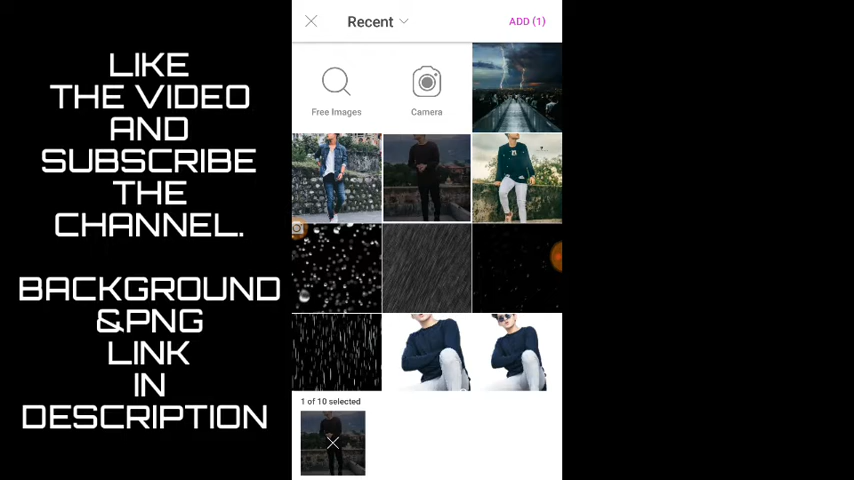 LIKE
THE VIDEO
AND
SUBSCRIBE
THE
CHANNEL.
BACKGROUND
&PNG
LINK
IN
DESCRIPTION
Recent
ADD (1)
Free Images
Camera
1 of 10 selected